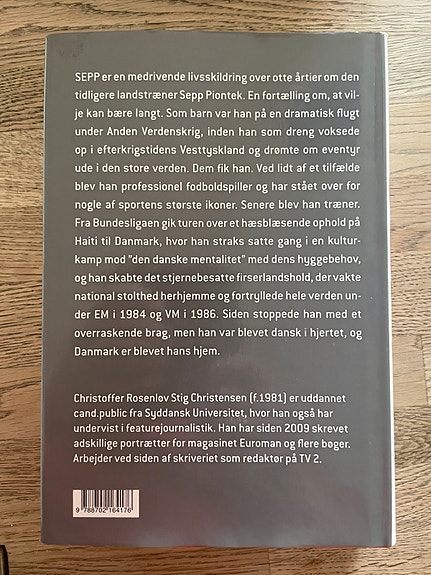 SEPP er en medrivende livsskildring over otte årtier om den
tidligere landstræner Sepp Piontek. En fortælling om, at vil-
je kan bære langt. Som barn var han på en dramatisk flugt
under Anden Verdenskrig, inden han som dreng voksede
op i efterkrigstidens Vesttyskland og drømte om eventyr
ude i den store verden. Dem fik han. Ved lidt af et tilfælde
blev han professionel fodboldspiller og har stået over for
nogle af sportens største ikoner. Senere blev han træner.
Fra Bundesligaen gik turen over et hæsblæsende ophold på
Haiti til Danmark, hvor han straks satte gang i en kultur-
kamp mod "den danske mentalitet" med dens hyggebehov,
og han skabte det stjernebesatte firserlandshold, der vakte
national stolthed herhjemme og fortryllede hele verden un-
der EM i 1984 og VM i 1986. Siden stoppede han med et
overraskende brag, men han var blevet dansk i hjertet, og
Danmark er blevet hans hjem.
Christoffer Rosenløv Stig Christensen (f.1981) er uddannet
cand.public fra Syddansk Universitet, hvor han også har
undervist i featurejournalistik. Han har siden 2009 skrevet
adskillige portrætter for magasinet Euroman og flere bøger.
Arbejder ved siden af skriveriet som redaktør på TV 2.
9 788702 164176